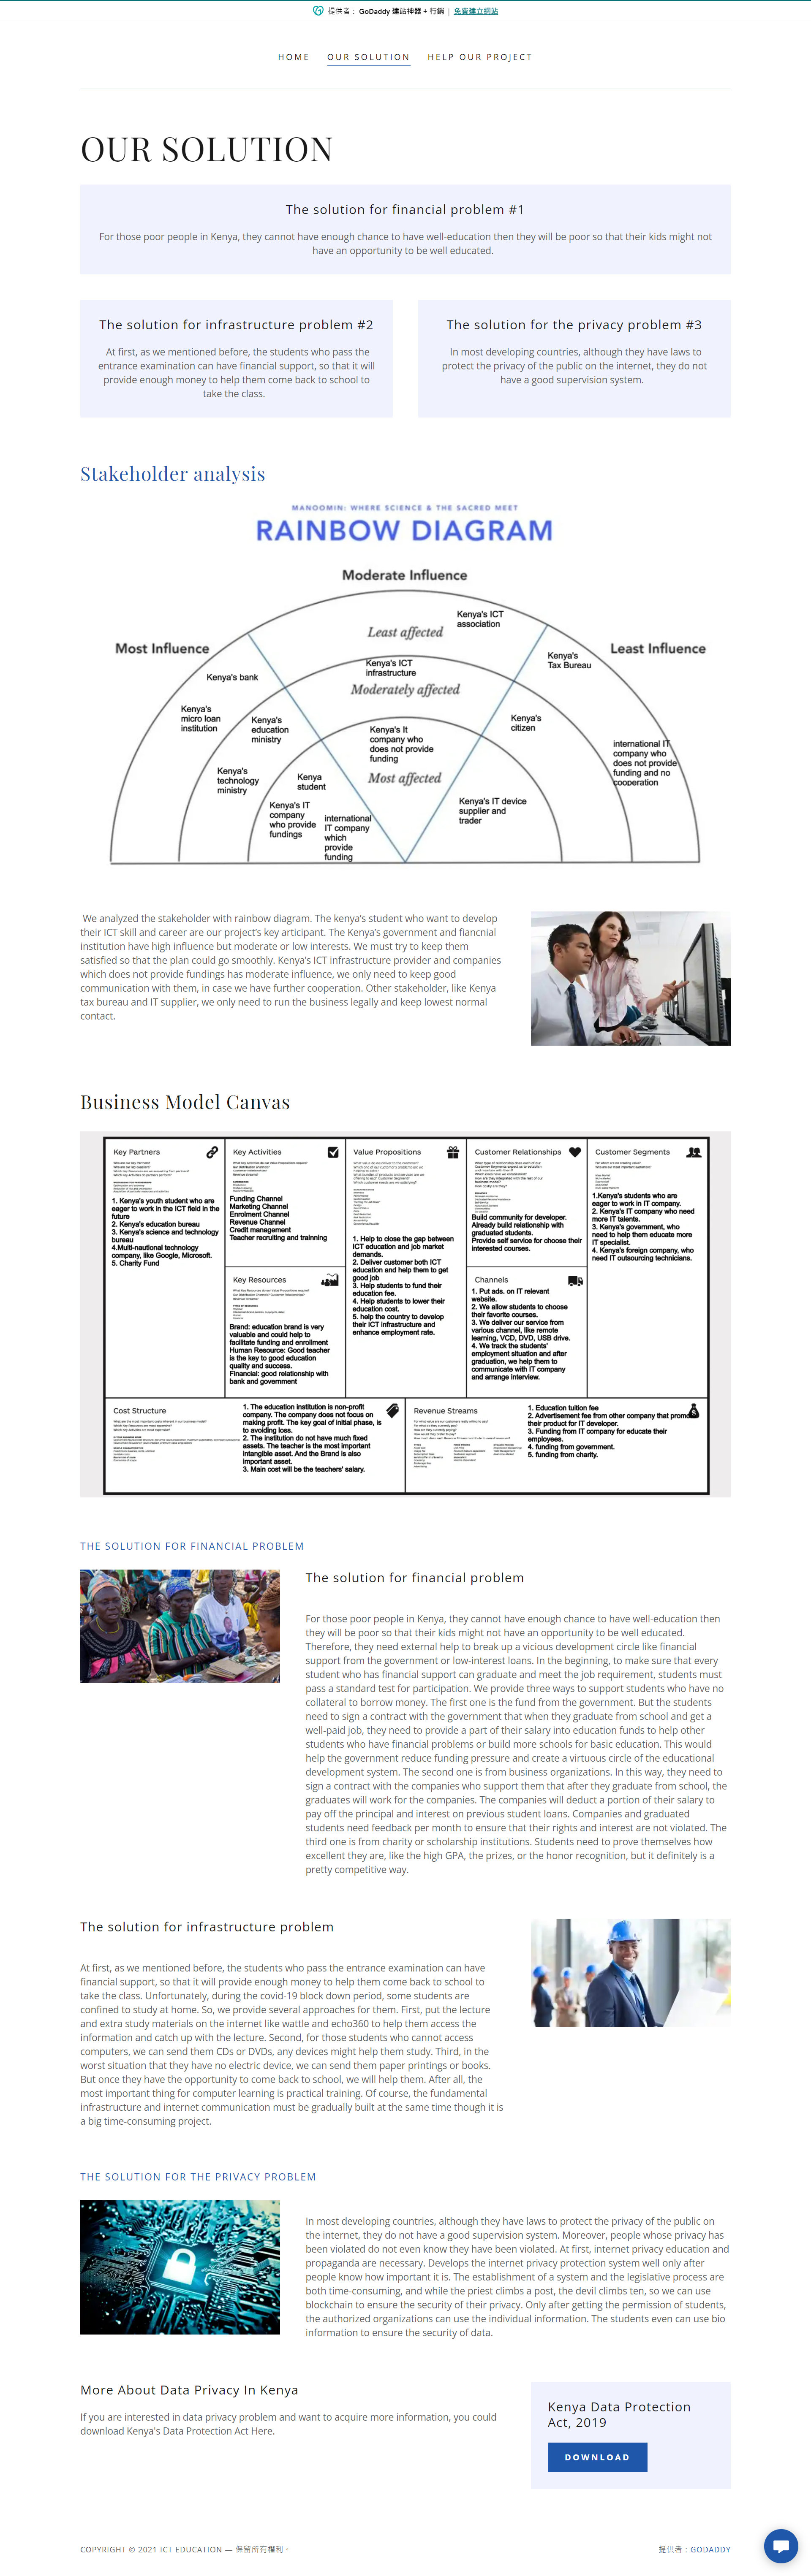 提供者： GoDaddy 建站神器 + 行銷 | 免費建立網站
HOME OUR SOLUTION HELP OUR PROJECT
OUR SOLUTION
The solution for financial problem #1
For those poor people in Kenya, they cannot have enough chance to have well-education then they will be poor so that their kids might not
have an opportunity to be well educated.
The solution for infrastructure problem #2
At first, as we mentioned before, the students who pass the
entrance examination can have financial support, so that it will
provide enough money to help them come back to school to
take the class.
The solution for the privacy problem #3
In most developing countries, although they have laws to
protect the privacy of the public on the internet, they do not
have a good supervision system.
Stakeholder analysis
MANOOMIN: WHERE SCIENCE & THE SACRED MEET
RAINBOW DIAGRAM
Moderate Influence
Most Influence
Least Influence
Least affected
Kenya's ICT
association
Kenya's ICT
infrastructure
Moderately affected
Kenya's
Tax Bureau
Kenya's bank
Kenya's
micro loan
institution
Kenya's
education
ministry
Kenya's It
company who
does not provide
funding
Kenya's
citizen
international IT
company who
does not provide
funding and no
cooperation
Kenya's
technology
ministry
Kenya
student
Most affected
Kenya's IT
company
who provide
fundings
international
IT company
which
provide
funding
Kenya's IT device
supplier and
trader
We analyzed the stakeholder with rainbow diagram. The kenya's student who want to develop
their ICT skill and career are our project's key articipant. The Kenya's government and fiancnial
institution have high influence but moderate or low interests. We must try to keep them
satisfied so that the plan could go smoothly. Kenya's ICT infrastructure provider and companies
which does not provide fundings has moderate influence, we only need to keep good
communication with them, in case we have further cooperation. Other stakeholder, like Kenya
tax bureau and IT supplier, we only need to run the business legally and keep lowest normal
contact.
Business Model Canvas
Key Partners
1. Kenya's youth student who are
eager to work in the ICT field in the
future
2. Kenya's education bureau
3. Kenya's science and technology
bureau
4.Multi-nautional technology
company, like Google, Microsoft.
5. Charity Fund
Key Activities
Funding Channel
Marketing Channel
Enrolment Channel
Revenue Channel
Credit management
Teacher recruiting and trainning
Key Resources
Brand: education brand is very
valuable and could help to
facilitate funding and enrollment
Human Resource: Good teacher
is the key to good education
quality and success.
Financial: good relationship with
bank and government
Value Propositions
1. Help to close the gap between
ICT education and job market
demands.
2. Deliver customer both ICT
education and help them to get
good job
3. Help students to fund their
education fee.
4. Help students to lower their
education cost.
5. help the country to develop
their ICT infrastructure and
enhance employment rate.
Customer Relationships
Build community for developer.
Already build relationship with
graduated students.
Provide self service for choose their
interested courses.
Channels
1. Put ads. on IT relevant
website.
2. We allow students to choose
their favorite courses.
3. We deliver our service from
various channel, like remote
learning, VCD, DVD, USB drive.
4. We track the students'
employment situation and after
graduation, we help them to
communicate with IT company
and arrange interview.
Customer Segments
1.Kenya's students who are
eager to work in IT company.
2. Kenya's IT company who need
more IT talents.
3. Kenya's government, who
need to help them educate more
IT specialist.
4. Kenya's foreign company, who
need IT outsourcing technicians.
Cost Structure
1. The education institution is non-profit
company. The company does not focus on
making profit. The key goal of initial phase, is
to avoiding loss.
2. The institution do not have much fixed
assets. The teacher is the most important
intangible asset. And the Brand is also
important asset.
3. Main cost will be the teachers' salary.
Revenue Streams
1. Education tuition fee
2. Advertisement fee from other company that
their product for IT developer.
3. Funding from IT company for educate their
employees.
4. funding from government.
5. funding from charity.
THE SOLUTION FOR FINANCIAL PROBLEM
The solution for financial problem
For those poor people in Kenya, they cannot have enough chance to have well-education then
they will be poor so that their kids might not have an opportunity to be well educated.
Therefore, they need external help to break up a vicious development circle like financial
support from the government or low-interest loans. In the beginning, to make sure that every
student who has financial support can graduate and meet the job requirement, students must
pass a standard test for participation. We provide three ways to support students who have no
collateral to borrow money. The first one is the fund from the government. But the students
need to sign a contract with the government that when they graduate from school and get a
well-paid job, they need to provide a part of their salary into education funds to help other
students who have financial problems or build more schools for basic education. This would
help the government reduce funding pressure and create a virtuous circle of the educational
development system. The second one is from business organizations. In this way, they need to
sign a contract with the companies who support them that after they graduate from school, the
graduates will work for the companies. The companies will deduct a portion of their salary to
pay off the principal and interest on previous student loans. Companies and graduated
students need feedback per month to ensure that their rights and interest are not violated. The
third one is from charity or scholarship institutions. Students need to prove themselves how
excellent they are, like the high GPA, the prizes, or the honor recognition, but it definitely is a
pretty competitive way.
The solution for infrastructure problem
At first, as we mentioned before, the students who pass the entrance examination can have
financial support, so that it will provide enough money to help them come back to school to
take the class. Unfortunately, during the covid-19 block down period, some students are
confined to study at home. So, we provide several approaches for them. First, put the lecture
and extra study materials on the internet like wattle and echo360 to help them access the
information and catch up with the lecture. Second, for those students who cannot access
computers, we can send them CDs or DVDs, any devices might help them study. Third, in the
worst situation that they have no electric device, we can send them paper printings or books.
But once they have the opportunity to come back to school, we will help them. After all, the
most important thing for computer learning is practical training. Of course, the fundamental
infrastructure and internet communication must be gradually built at the same time though it is
a big time-consuming project.
THE SOLUTION FOR THE PRIVACY PROBLEM
In most developing countries, although they have laws to protect the privacy of the public on
the internet, they do not have a good supervision system. Moreover, people whose privacy has
been violated do not even know they have been violated. At first, internet privacy education and
propaganda are necessary. Develops the internet privacy protection system well only after
people know how important it is. The establishment of a system and the legislative process are
both time-consuming, and while the priest climbs a post, the devil climbs ten, so we can use
blockchain to ensure the security of their privacy. Only after getting the permission of students,
the authorized organizations can use the individual information. The students even can use bio
information to ensure the security of data.
More About Data Privacy In Kenya
If you are interested in data privacy problem and want to acquire more information, you could
download Kenya's Data Protection Act Here.
Kenya Data Protection
Act, 2019
DOWNLOAD
COPYRIGHT © 2021 ICT EDUCATION — 保留所有權利。
提供者：GODADDY